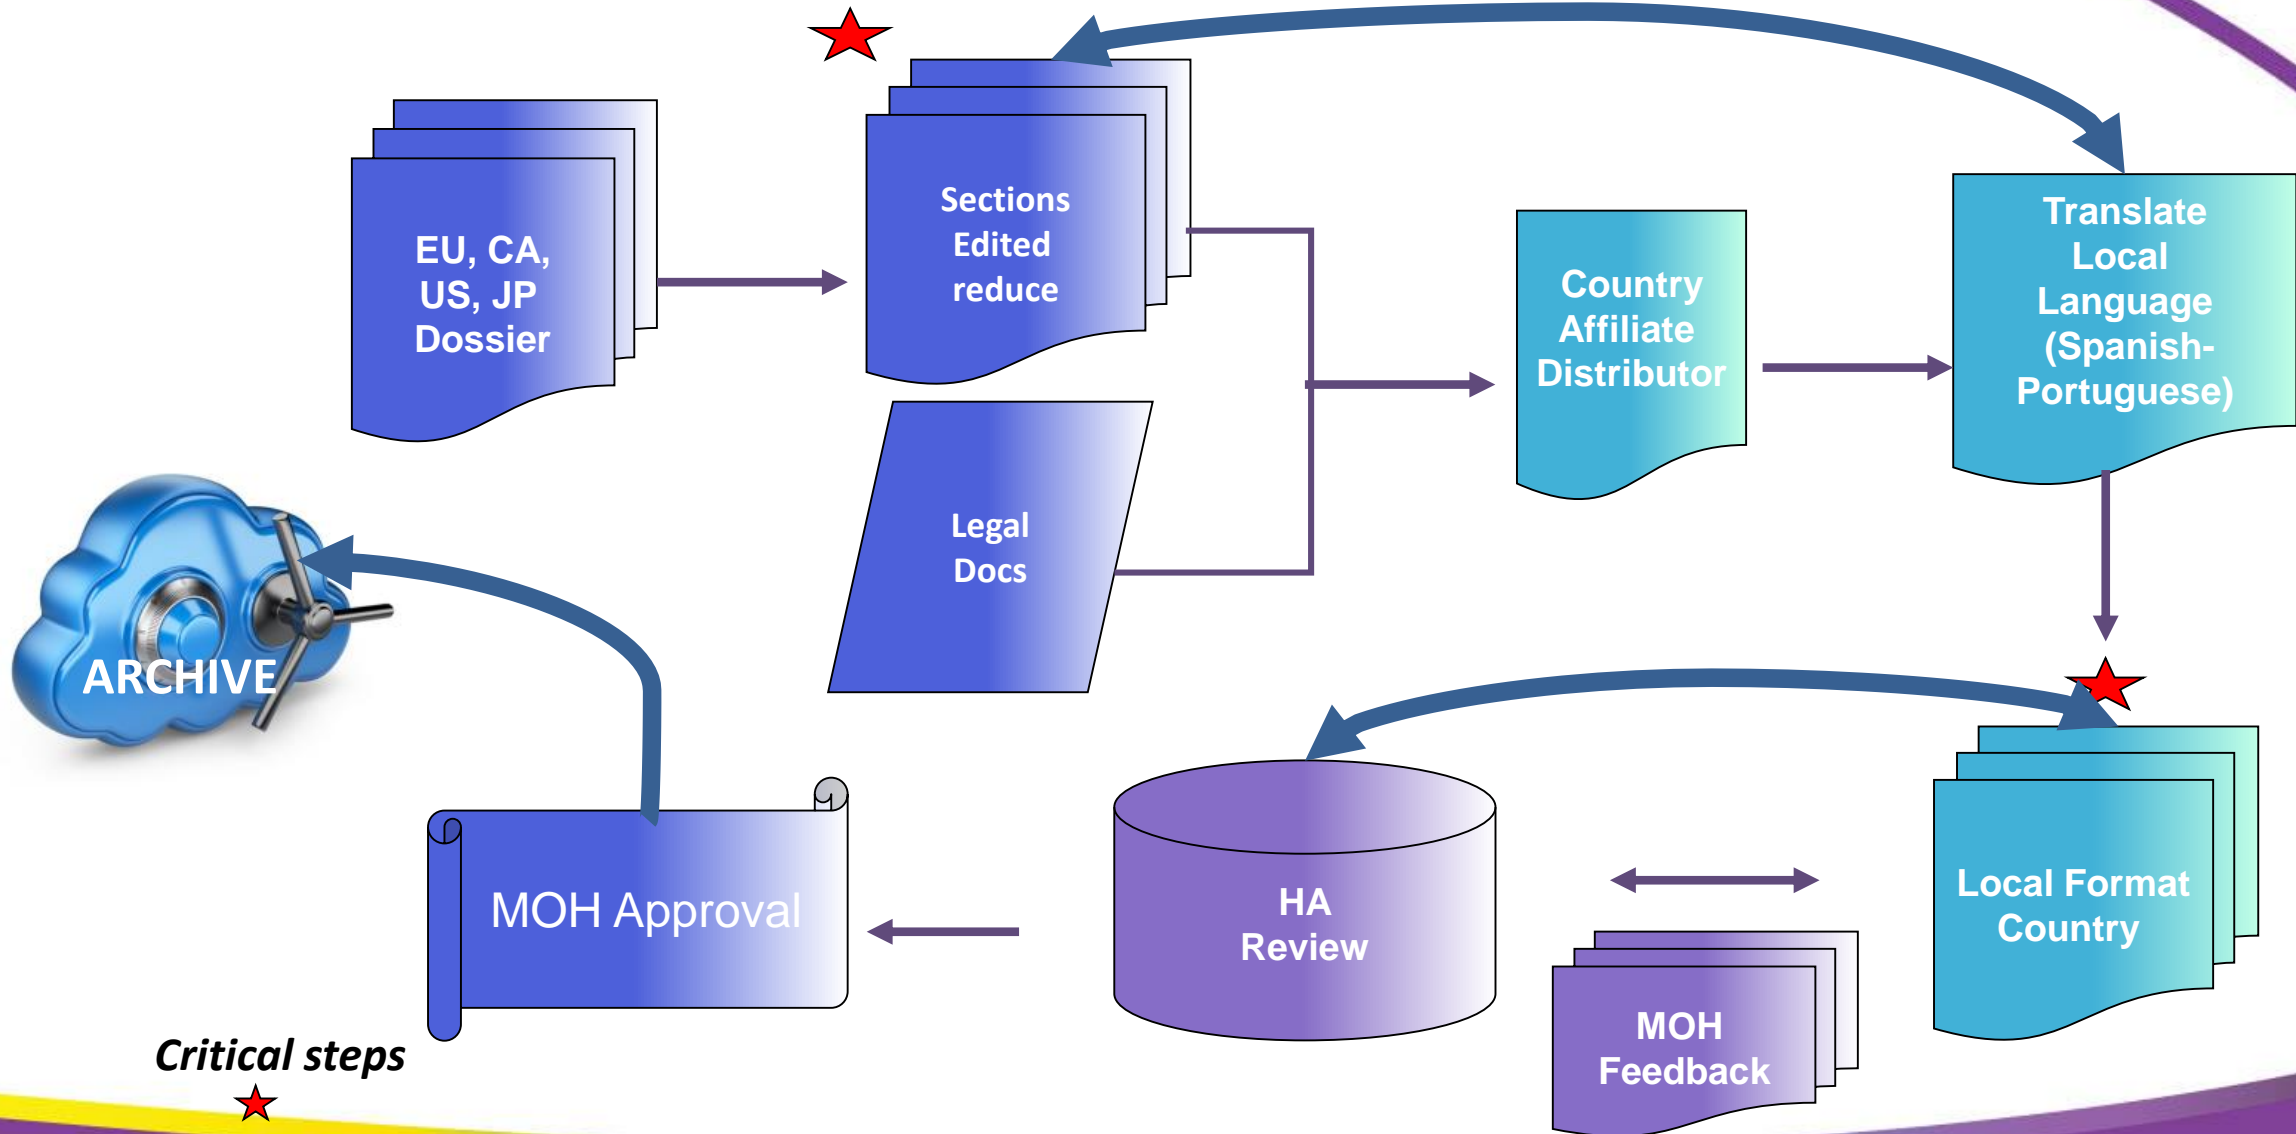 EU, CA,
US, JP
Dossier
Sections
Edited
reduce
Legal
Docs
Country
Affiliate
Distributor
Translate
Local
Language
(Spanish-
Portuguese)
Local Format
Country
HA
Review
MOH
Feedback
MOH Approval
ARCHIVE
Critical steps